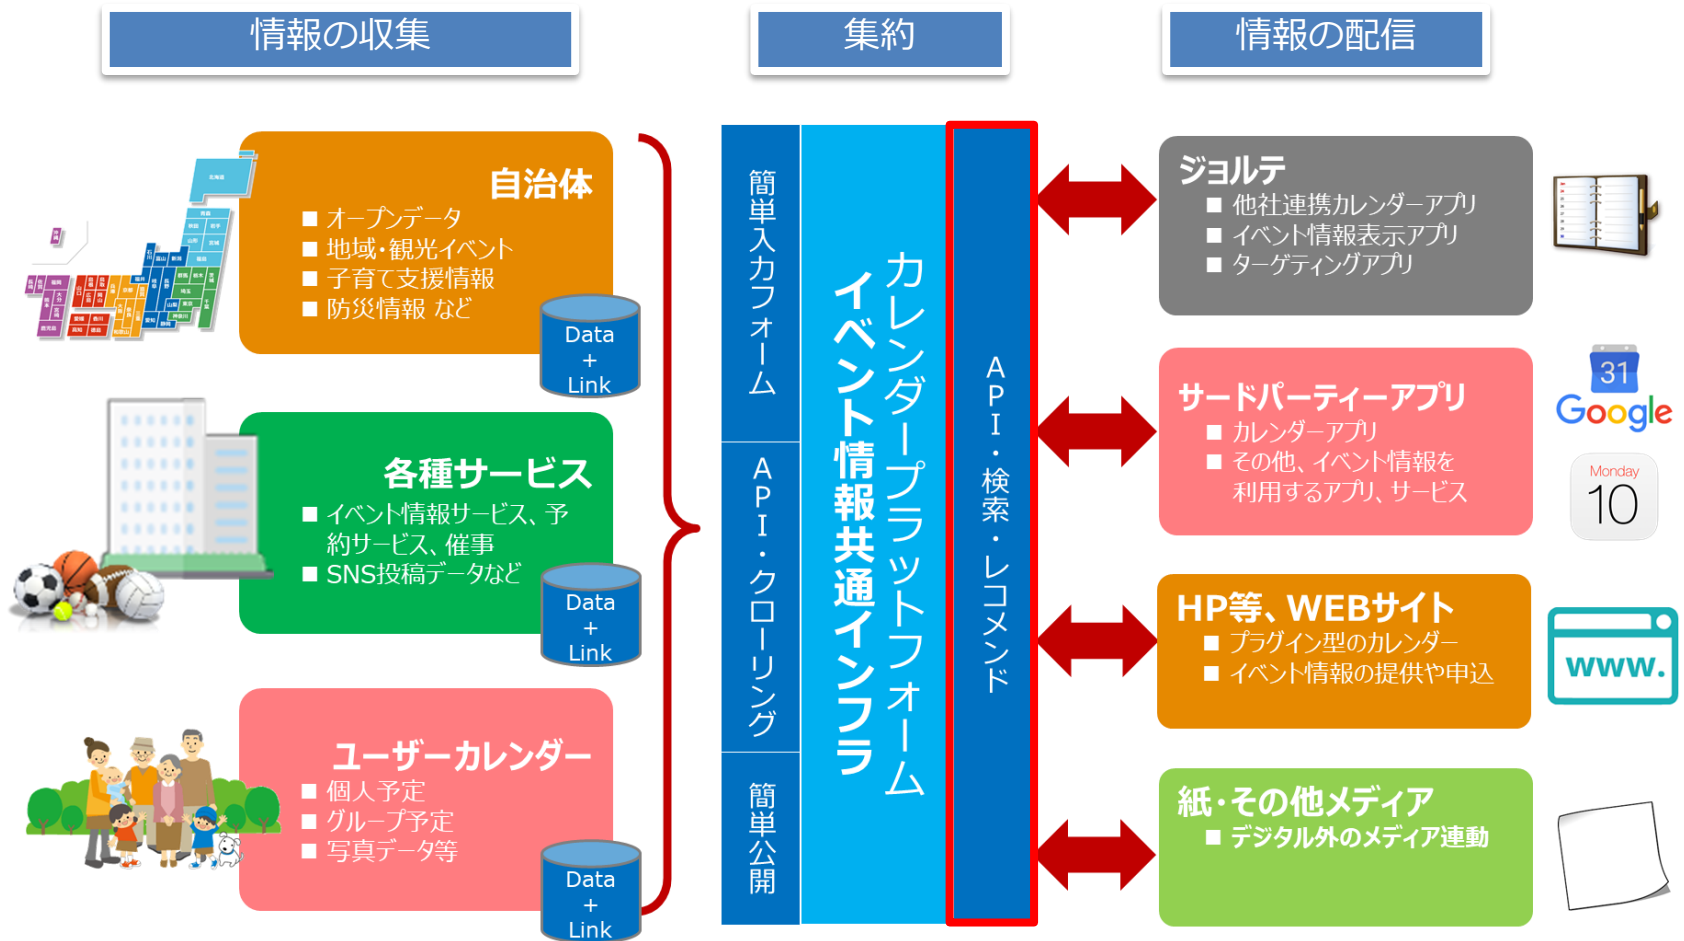 情報の収集
集約
情報の配信
自治体
■ オープンデータ
■ 地域・観光イベント
■ 子育て支援情報
■ 防災情報 など
Data
+
Link
各種サービス
■ イベント情報サービス、予
約サービス、催事
■ SNS投稿データなど
Data
+
Link
ユーザーカレンダー
■ 個人予定
■ グループ予定
■ 写真データ等
Data
+
Link
簡単入力フォーム
API・クローリング
簡単公開
カレンダープラットフォーム
イベント情報共通インフラ
API・検索・レコメンド
ジョルテ
■ 他社連携カレンダーアプリ
■ イベント情報表示アプリ
■ ターゲティングアプリ
サードパーティーアプリ
■ カレンダーアプリ
■ その他、イベント情報を
利用するアプリ、サービス
31
Google
Monday
10
HP等、WEBサイト
■ プラグイン型のカレンダー
■ イベント情報の提供や申込
www.
紙・その他メディア
■ デジタル外のメディア連動